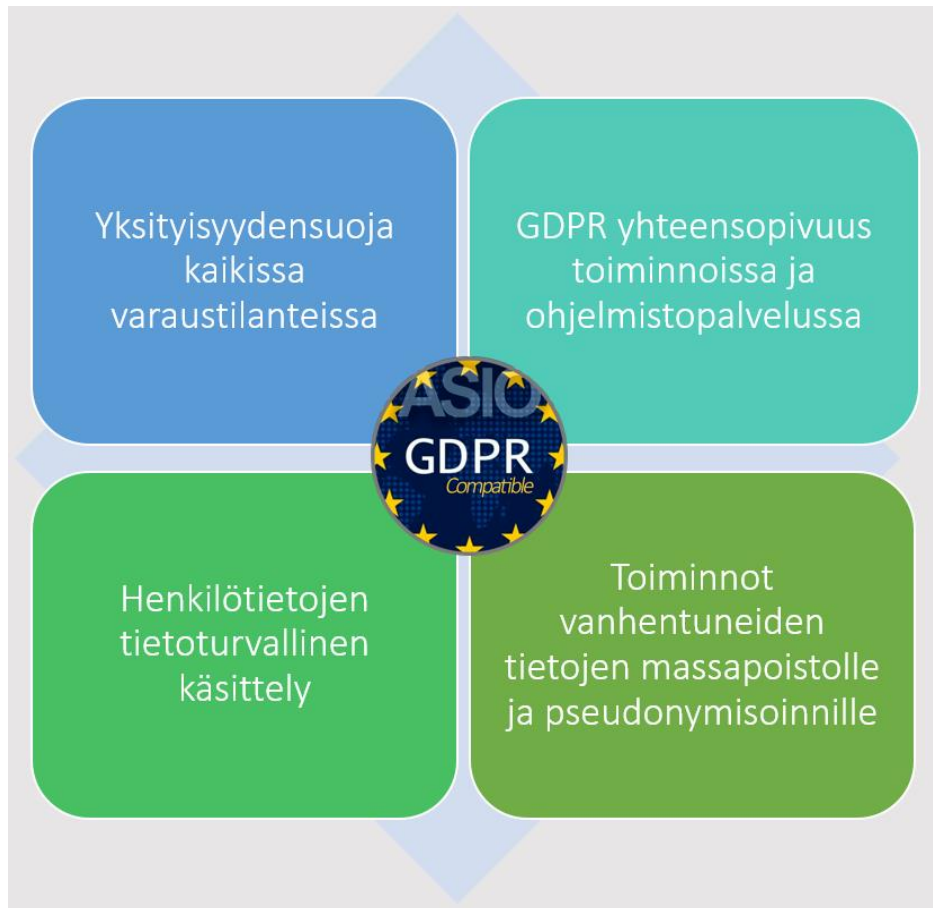 Yksityisyydensuoja
kaikissa
varaustilanteissa
GDPR yhteensopivuus
toiminnoissa ja
ohjelmistopalvelussa
ASIO
GDPR
Compatible
Henkilötietojen
tietoturvallinen
käsittely
Toiminnot
vanhentuneiden
tietojen massapoistolle
ja pseudonymisoinnille